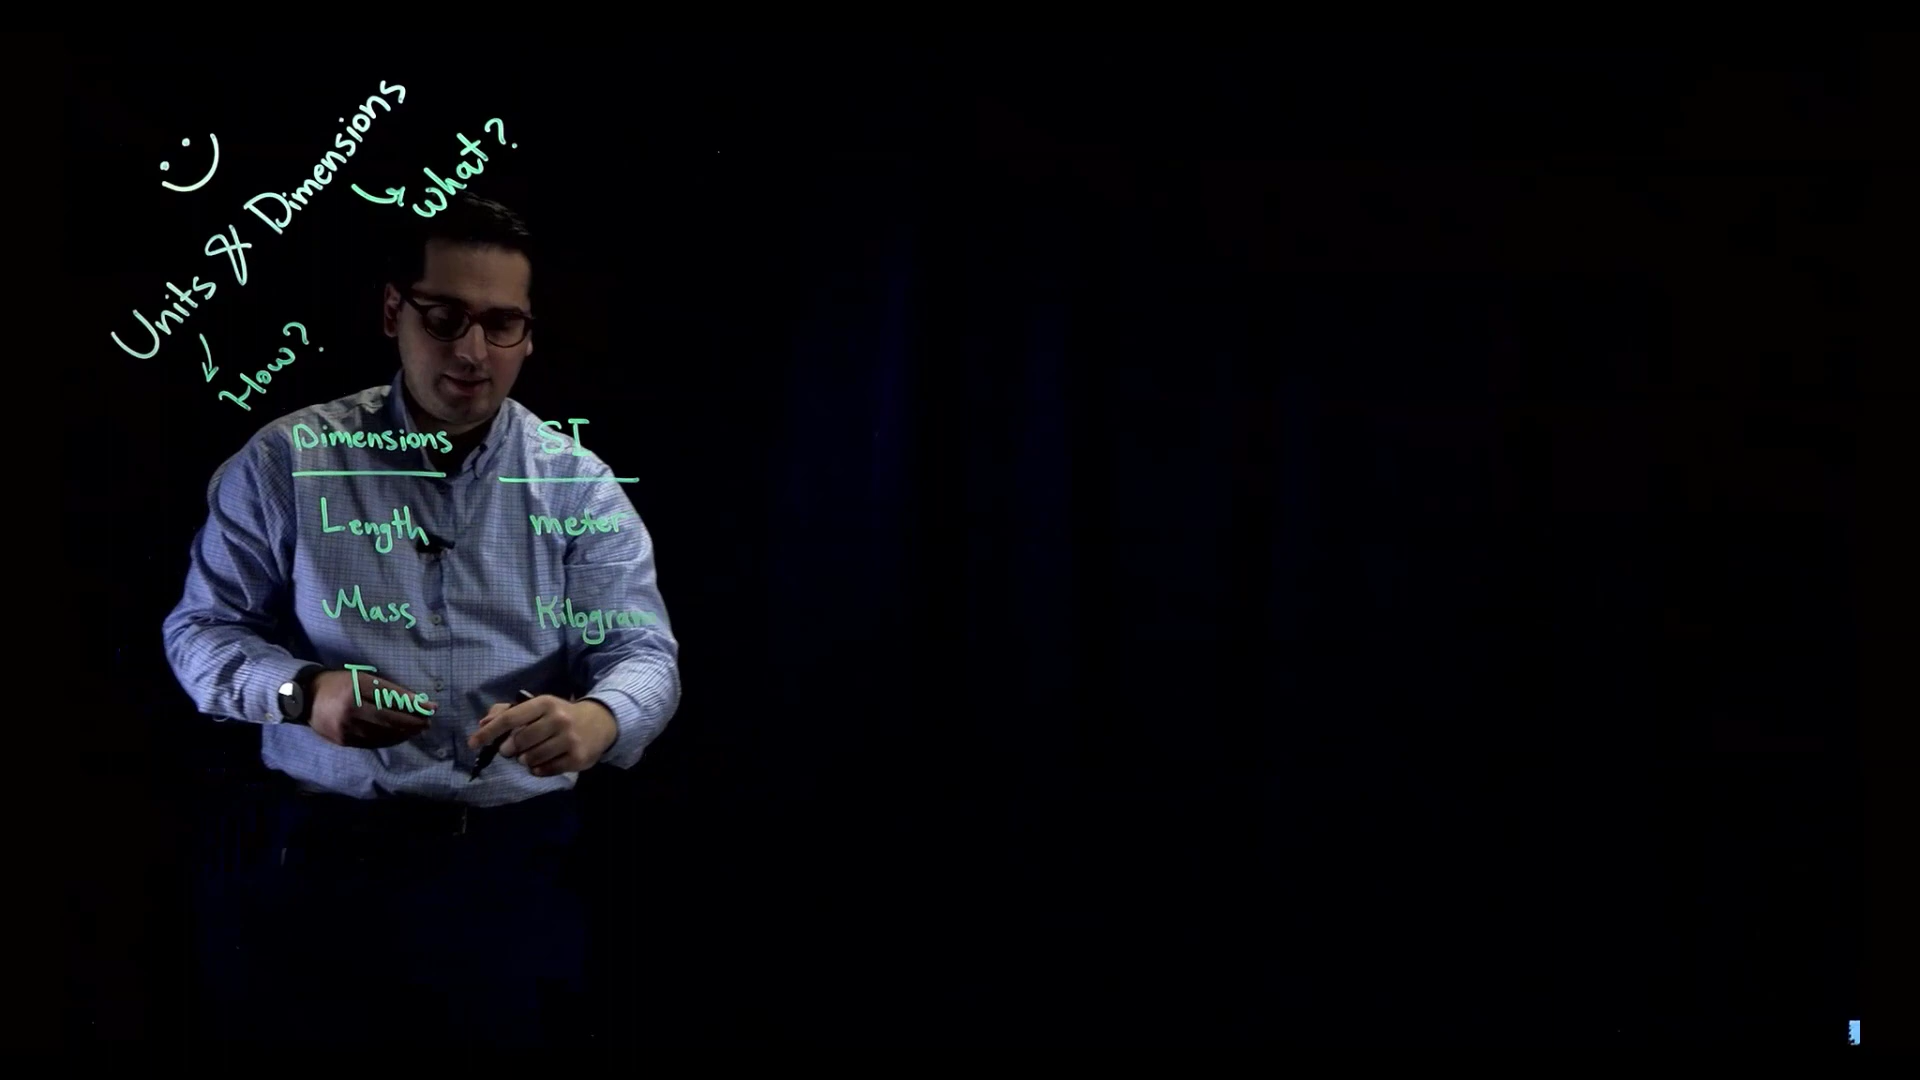 Units & Dimensions
What?
How?
Dimensions SI
Length meter
Mass Kilogram
Time